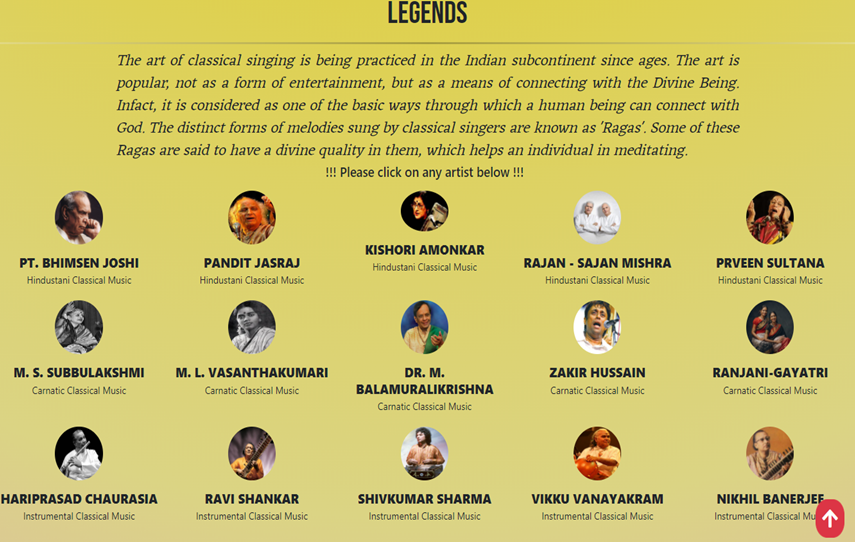 LEGENDS
The art of classical singing is being practiced in the Indian subcontinent since ages. The art is
popular, not as a form of entertainment, but as a means of connecting with the Divine Being.
Infact, it is considered as one of the basic ways through which a human being can connect with
God. The distinct forms of melodies sung by classical singers are known as 'Ragas'. Some of these
Ragas are said to have a divine quality in them, which helps an individual in meditating.
!!! Please click on any artist below !!!
PT. BHIMSEN JOSHI
Hindustani Classical Music
PANDIT JASRAJ
Hindustani Classical Music
KISHORI AMONKAR
Hindustani Classical Music
RAJAN - SAJAN MISHRA
Hindustani Classical Music
PRVEEN SULTANA
Hindustani Classical Music
M. S. SUBBULAKSHMI
Carnatic Classical Music
M. L. VASANTHAKUMARI
Carnatic Classical Music
DR. M.
BALAMURALIKRISHNA
Carnatic Classical Music
ZAKIR HUSSAIN
Carnatic Classical Music
RANJANI-GAYATRI
Carnatic Classical Music
HARIPRASAD CHAURASIA
Instrumental Classical Music
RAVI SHANKAR
Instrumental Classical Music
SHIVKUMAR SHARMA
Instrumental Classical Music
VIKKU VANAYAKRAM
Instrumental Classical Music
NIKHIL BANERJEE
Instrumental Classical